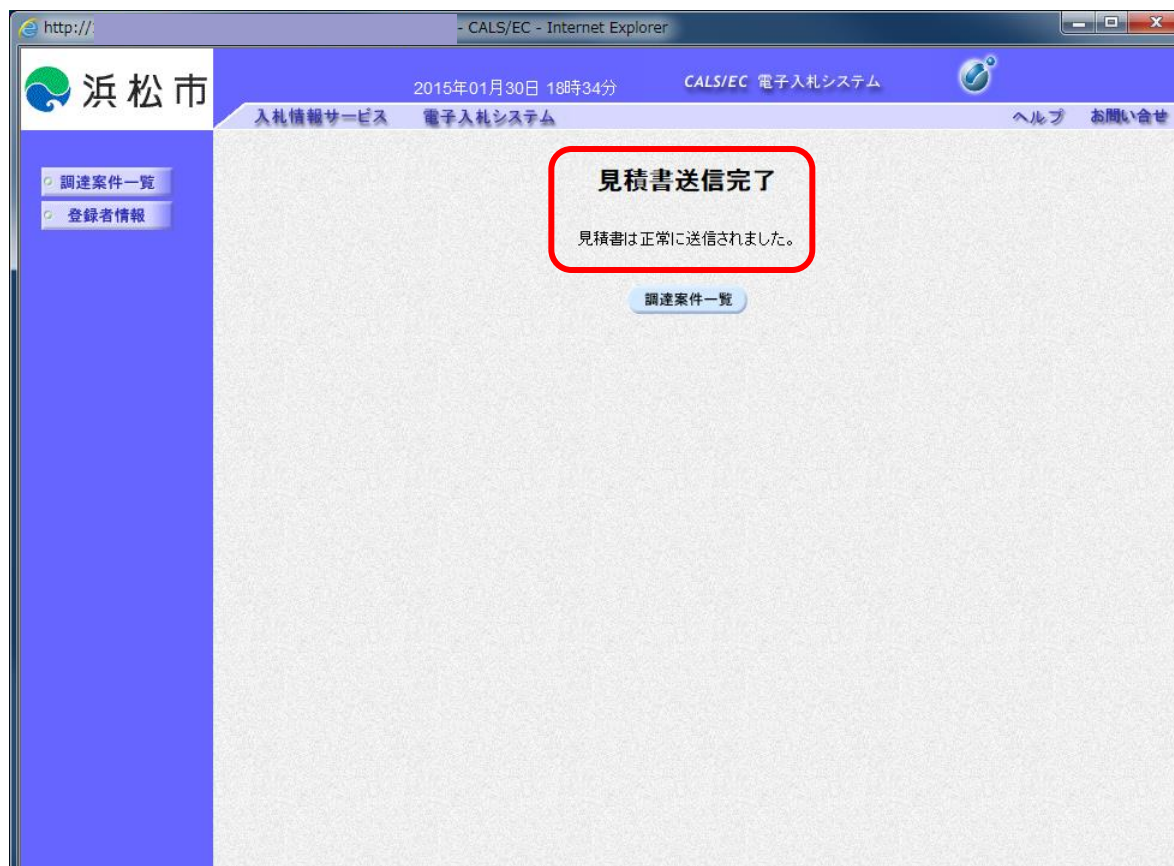 http:// - CALS/EC - Internet Explorer
浜松市
2015年01月30日 18時34分
CALS/EC 電子入札システム
入札情報サービス 電子入札システム ヘルプ お問い合せ
調達案件一覧
登録者情報
見積書送信完了
見積書は正常に送信されました。
調達案件一覧